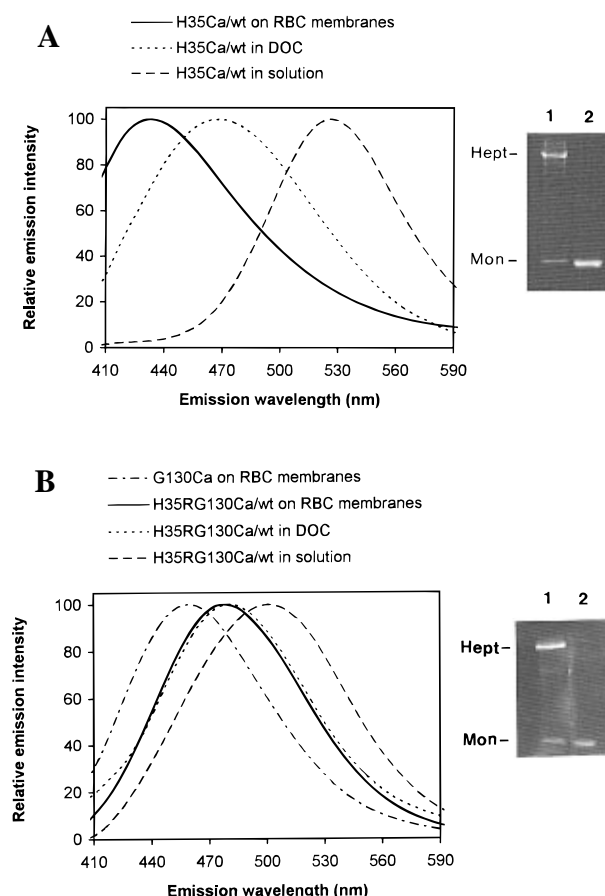 A
H35Ca/wt on RBC membranes
H35Ca/wt in DOC
H35Ca/wt in solution
Relative emission intensity
100
80
60
40
20
0
410 440 470 500 530 560 590
Emission wavelength (nm)
1 2
Hept–
Mon–
B
G130Ca on RBC membranes
H35RG130Ca/wt on RBC membranes
H35RG130Ca/wt in DOC
H35RG130Ca/wt in solution
Relative emission intensity
100
80
60
40
20
0
410 440 470 500 530 560 590
Emission wavelength (nm)
1 2
Hept–
Mon–